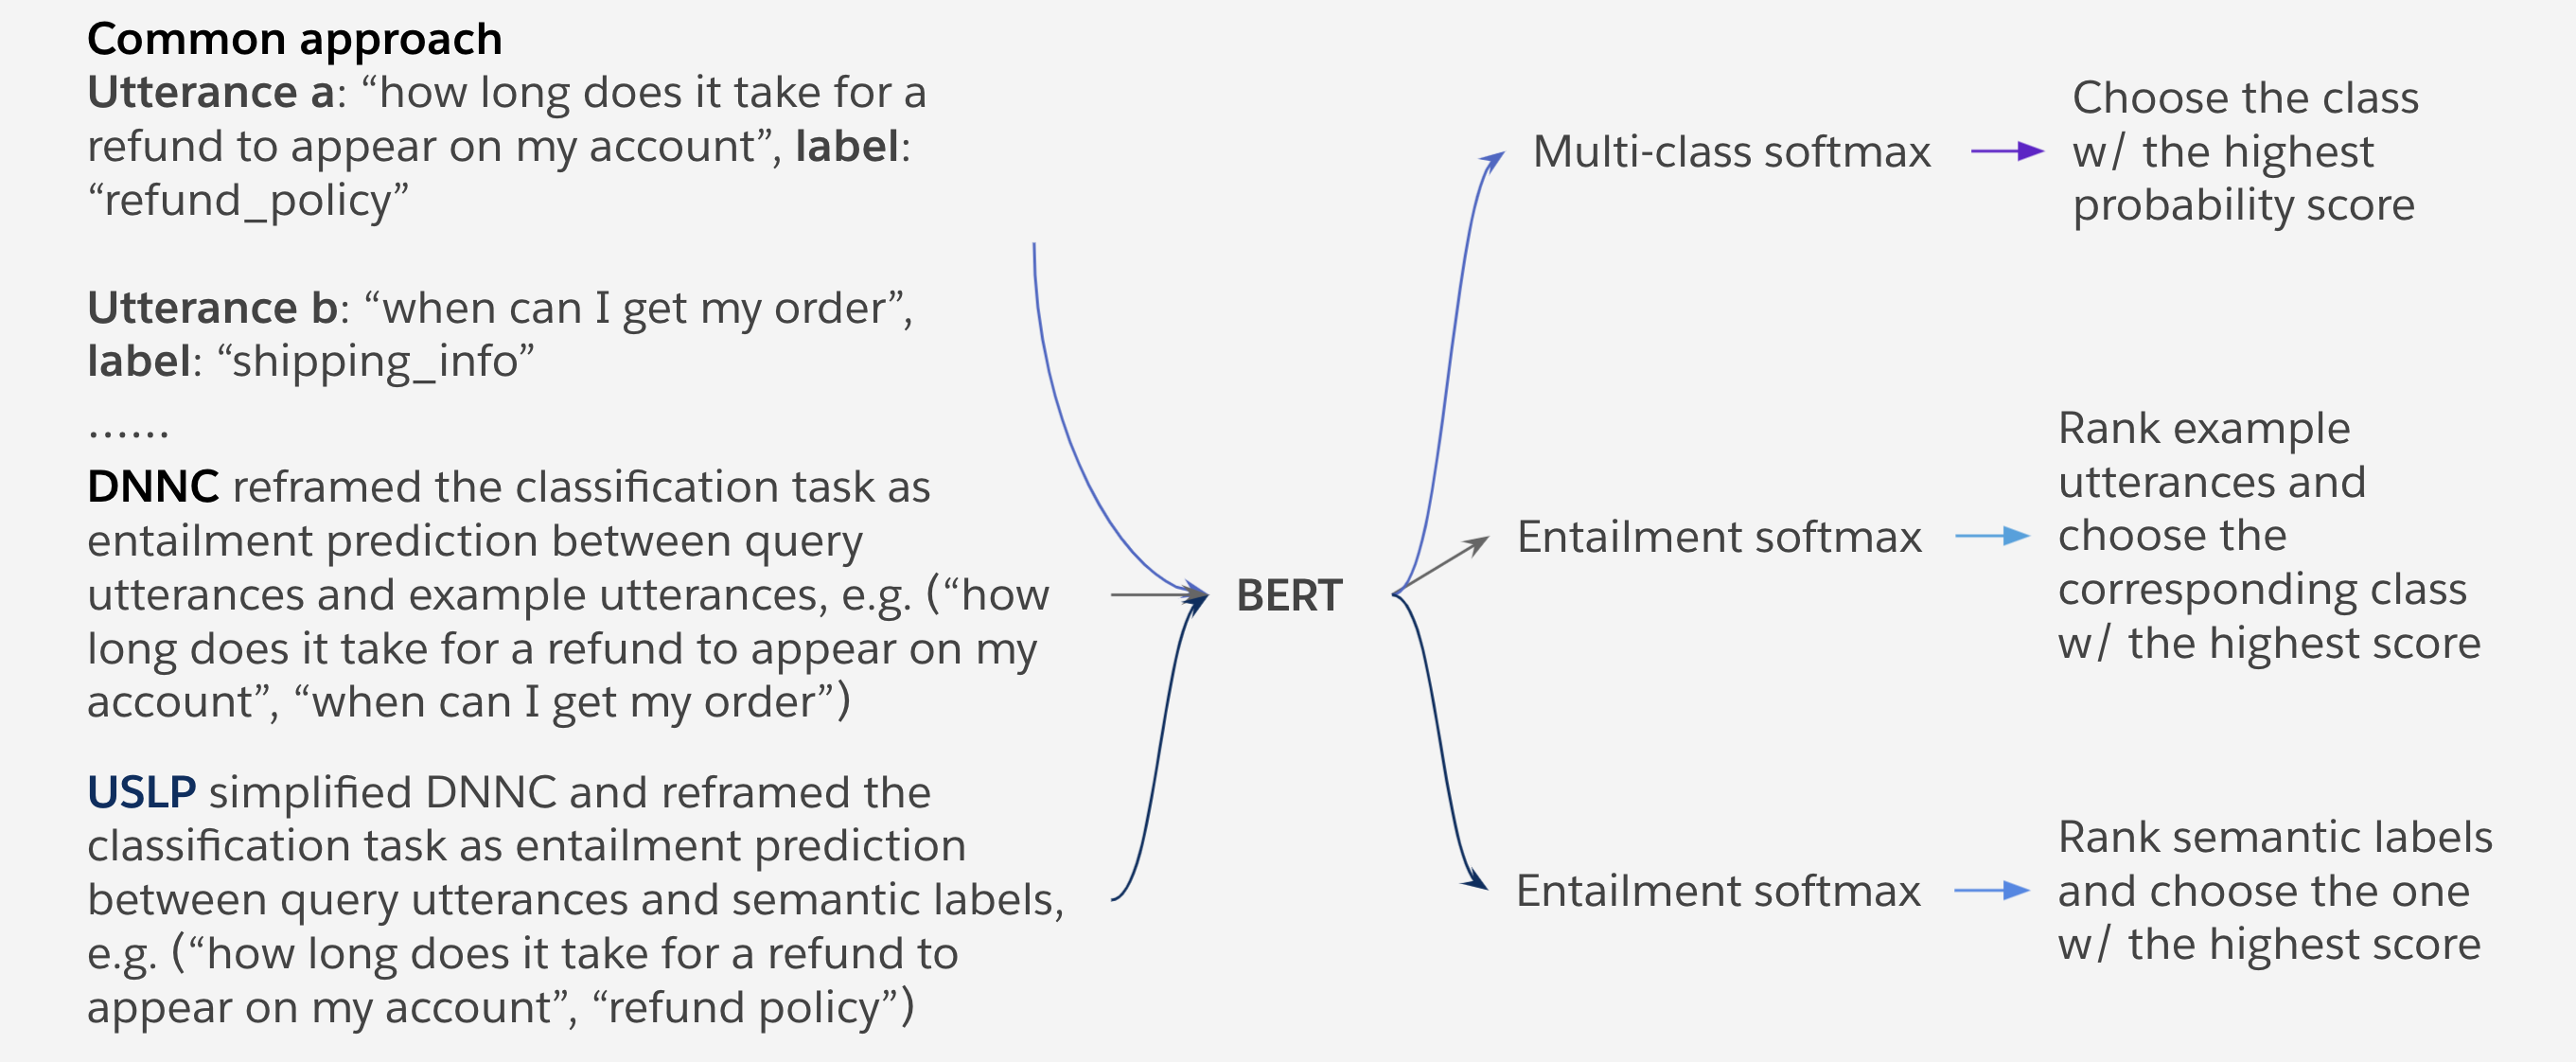 Common approach
Utterance a: “how long does it take for a
refund to appear on my account”, label:
“refund_policy”
Utterance b: “when can I get my order”,
label: “shipping_info”
......
DNNC reframed the classification task as
entailment prediction between query
utterances and example utterances, e.g. (“how
long does it take for a refund to appear on my
account”, “when can I get my order”)
USLP simplified DNNC and reframed the
classification task as entailment prediction
between query utterances and semantic labels,
e.g. (“how long does it take for a refund to
appear on my account”, “refund policy”)
BERT
Multi-class softmax
Choose the class
w/ the highest
probability score
Entailment softmax
Rank example
utterances and
choose the
corresponding class
w/ the highest score
Entailment softmax
Rank semantic labels
and choose the one
w/ the highest score